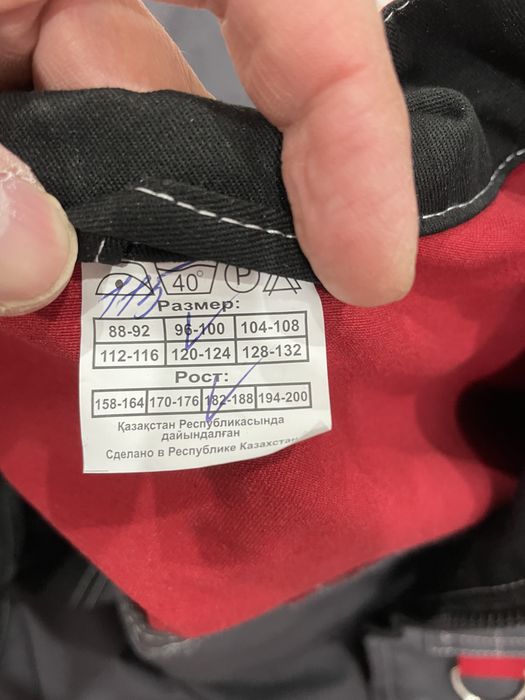 40°
P
Размер:
88-92 96-100 104-108
112-116 120-124 128-132
Рост:
158-164 170-176 182-188 194-200
Қазақстан Республикасында
дайындалған
Сделано в Республике Казахстан